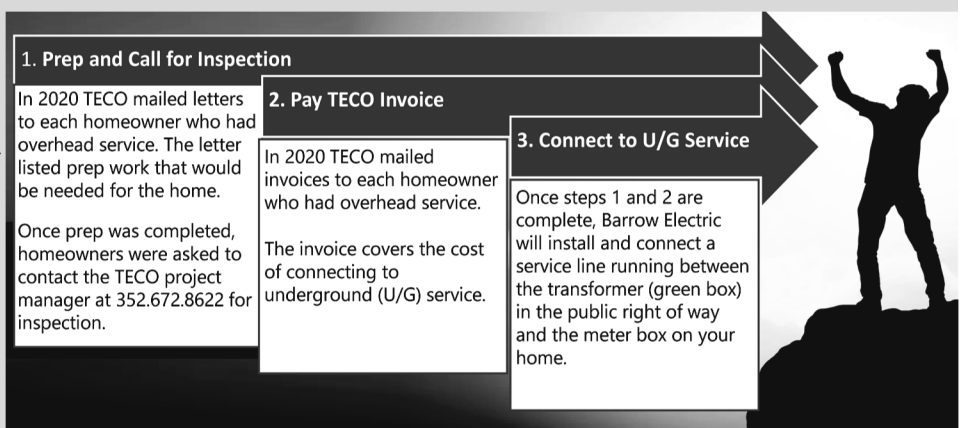 1. Prep and Call for Inspection
In 2020 TECO mailed letters
to each homeowner who had
overhead service. The letter
listed prep work that would
be needed for the home.
Once prep was completed,
homeowners were asked to
contact the TECO project
manager at 352.672.8622 for
inspection.
2. Pay TECO Invoice
In 2020 TECO mailed
invoices to each homeowner
who had overhead service.
The invoice covers the cost
of connecting to
underground (U/G) service.
3. Connect to U/G Service
Once steps 1 and 2 are
complete, Barrow Electric
will install and connect a
service line running between
the transformer (green box)
in the public right of way
and the meter box on your
home.